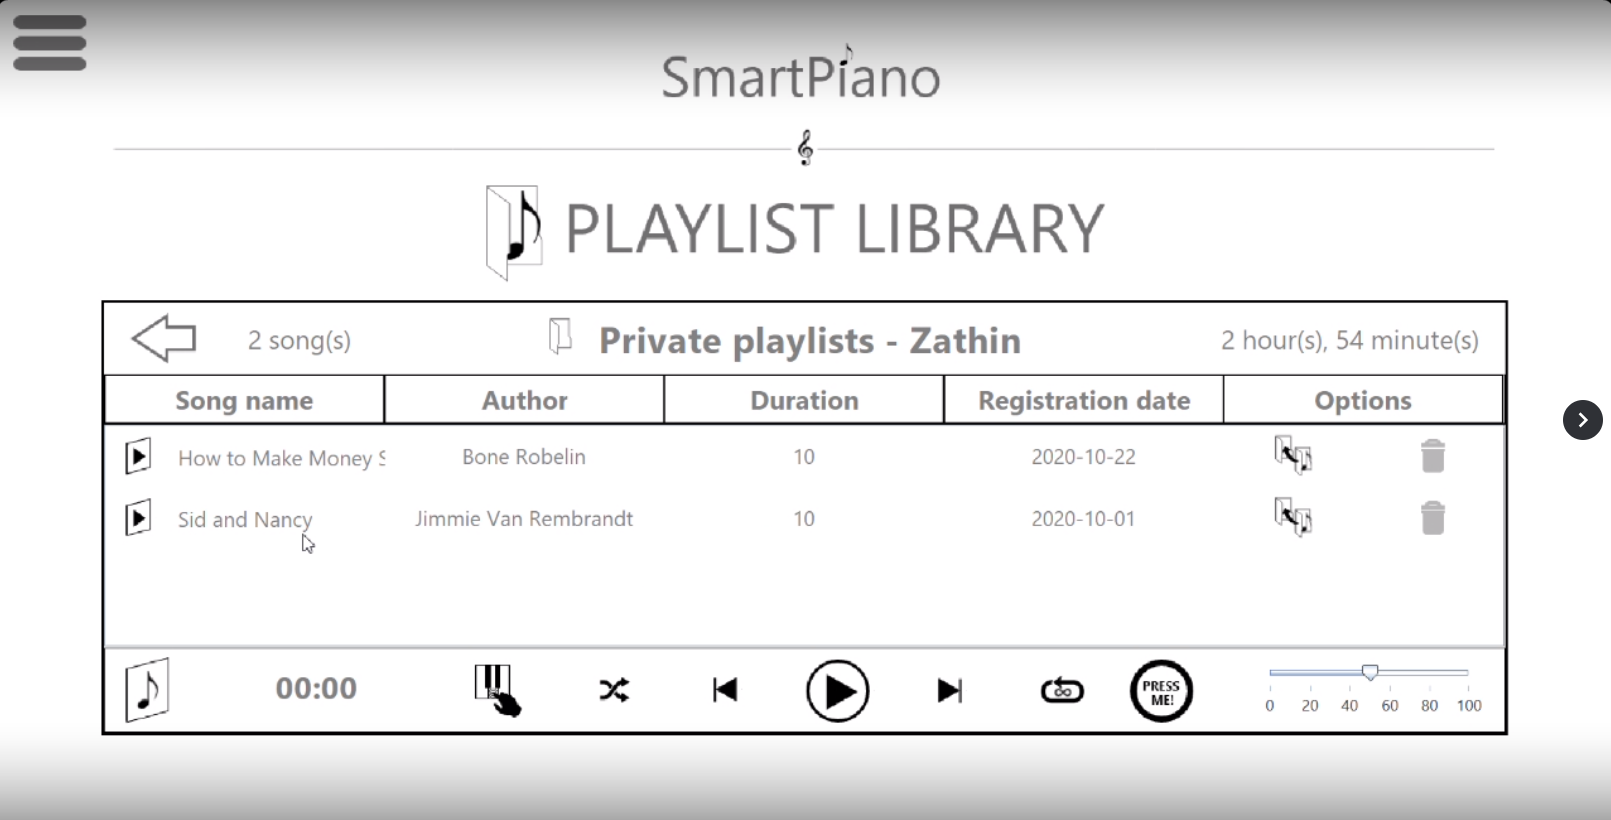 SmartPiano
PLAYLIST LIBRARY
2 song(s)
Private playlists - Zathin
2 hour(s), 54 minute(s)
Song name Author Duration Registration date Options
How to Make Money S Bone Robelin 10 2020-10-22
Sid and Nancy Jimmie Van Rembrandt 10 2020-10-01
00:00
PRESS
ME!
0 20 40 60 80 100